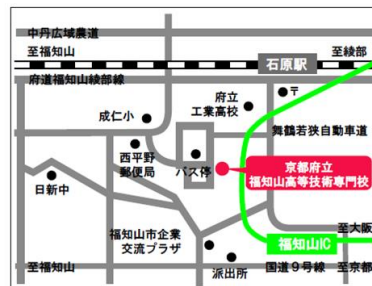 中丹広域農道
至福知山
石原駅
至綾部
府道福知山綾部線
〒
府立
工業高校
成仁小
舞鶴若狭自動車道
西平野
郵便局
バス停
京都府立
福知山高等技術専門校
日新中
至大阪
福知山市企業
交流プラザ
福知山IC
至福知山
派出所
国道9号線
至京都